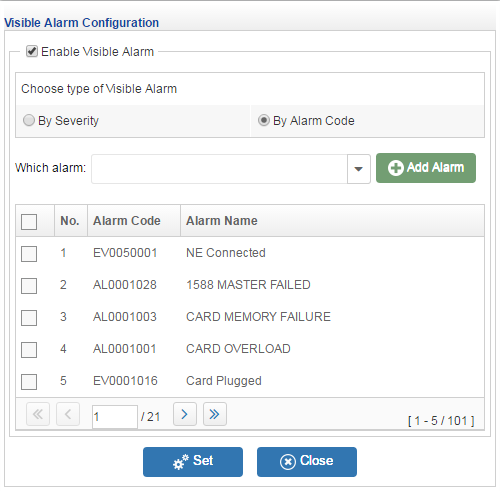 Visible Alarm Configuration
Enable Visible Alarm
Choose type of Visible Alarm
By Severity By Alarm Code
Which alarm: Add Alarm
No. Alarm Code Alarm Name
1 EV0050001 NE Connected
2 AL0001028 1588 MASTER FAILED
3 AL0001003 CARD MEMORY FAILURE
4 AL0001001 CARD OVERLOAD
5 EV0001016 Card Plugged
1 / 21 [ 1 - 5 / 101 ]
Set Close